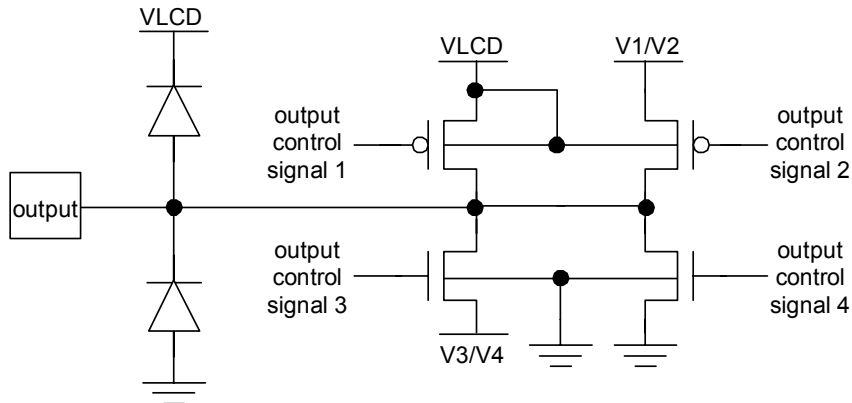 VLCD
VLCD
V1/V2
output
control
signal 1
output
control
signal 2
output
output
control
signal 3
output
control
signal 4
V3/V4